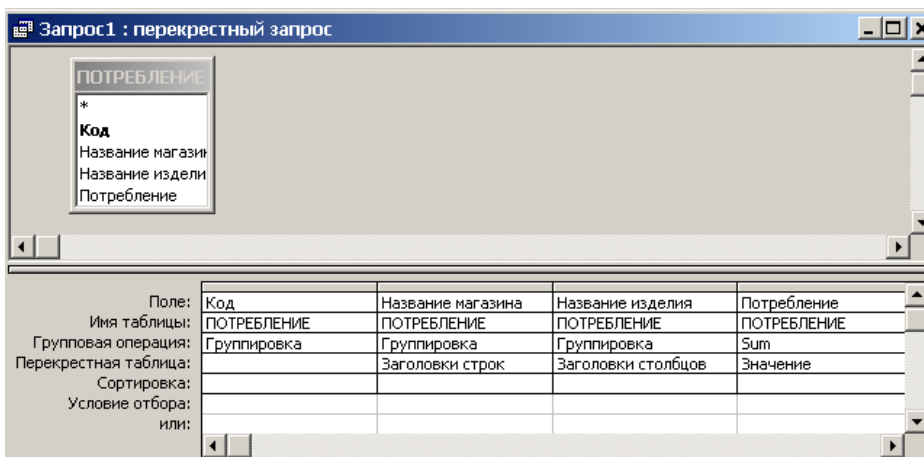 Запрос1 : перекрестный запрос
ПОТРЕБЛЕНИЕ
*
Код
Название магазин
Название издели
Потребление
Поле: Код Название магазина Название изделия Потребление
Имя таблицы: ПОТРЕБЛЕНИЕ ПОТРЕБЛЕНИЕ ПОТРЕБЛЕНИЕ ПОТРЕБЛЕНИЕ
Групповая операция: Группировка Группировка Группировка Sum
Перекрестная таблица: Заголовки строк Заголовки столбцов Значение
Сортировка:
Условие отбора:
или: